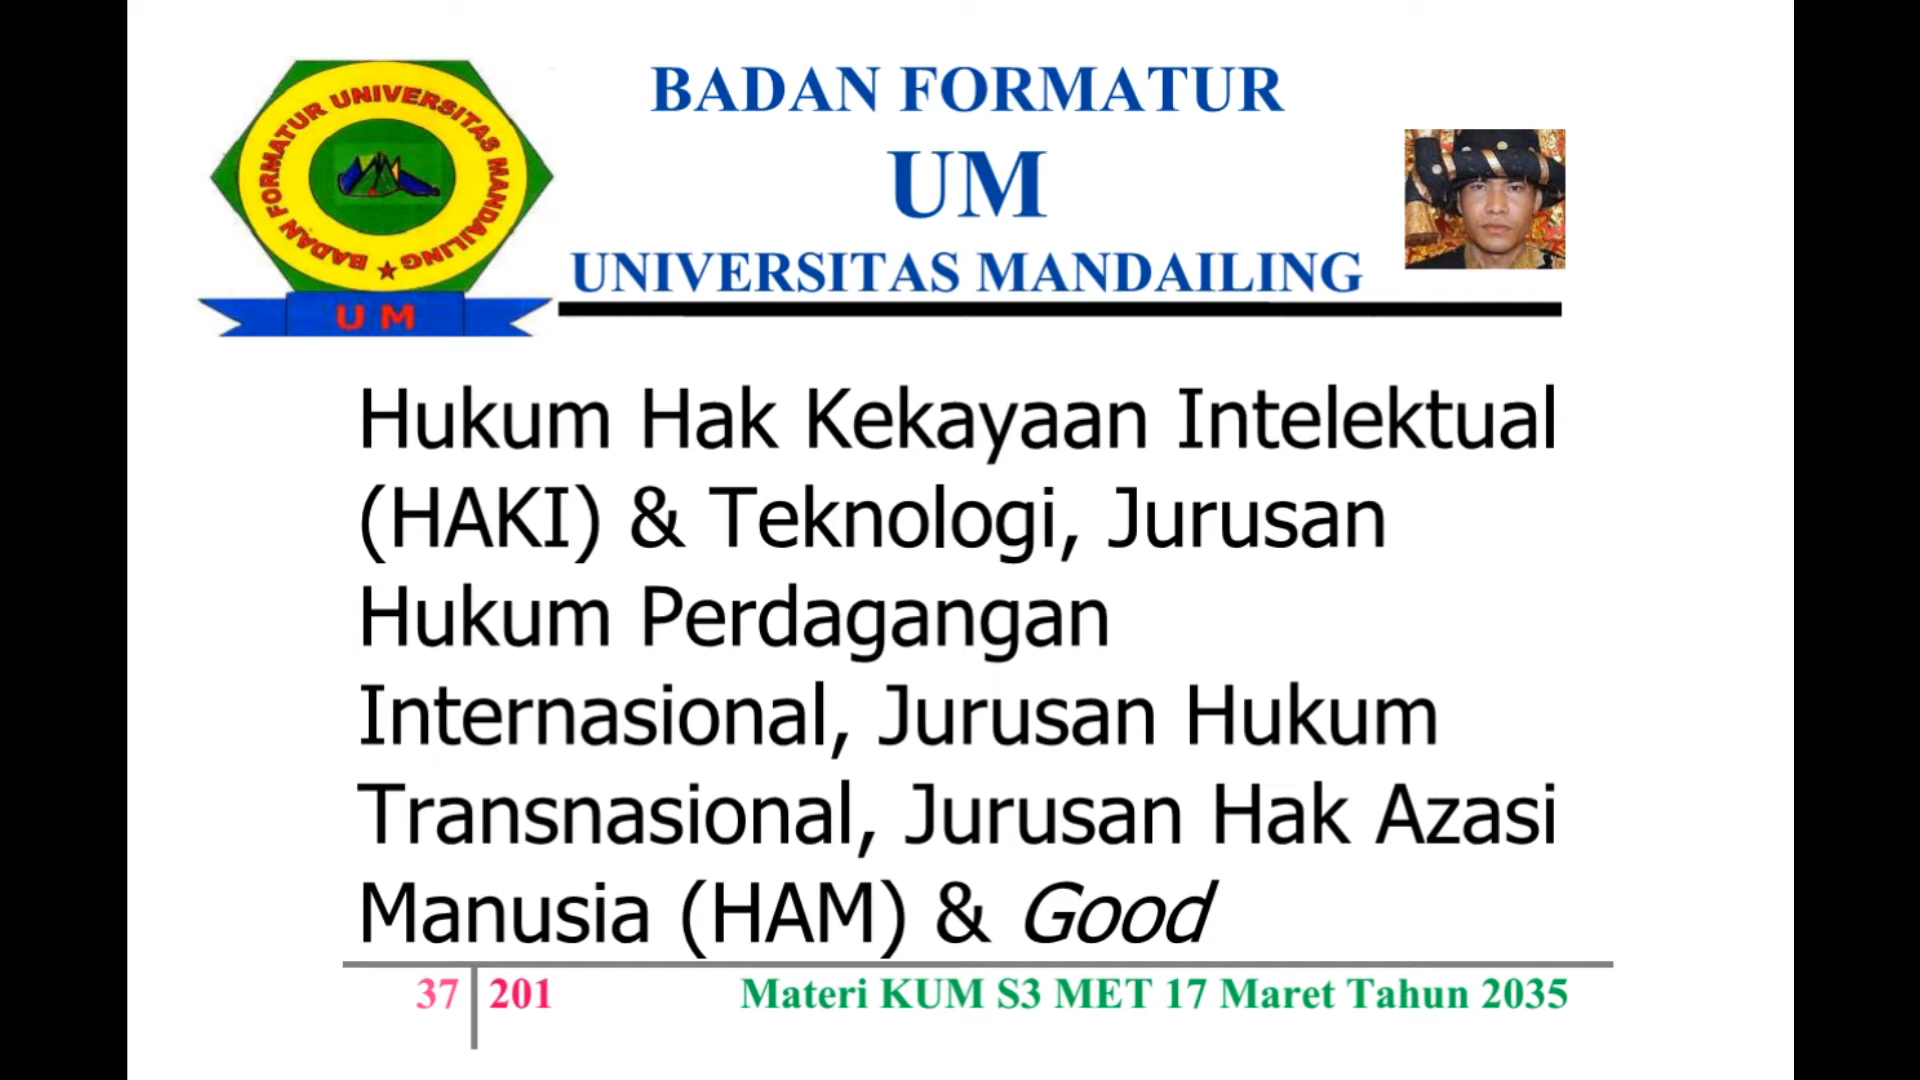 BADAN FORMATUR UNIVERSITAS MANDAILING
U M
BADAN FORMATUR
UM
UNIVERSITAS MANDAILING
Hukum Hak Kekayaan Intelektual
(HAKI) & Teknologi, Jurusan
Hukum Perdagangan
Internasional, Jurusan Hukum
Transnasional, Jurusan Hak Azasi
Manusia (HAM) & Good
37 201 Materi KUM S3 MET 17 Maret Tahun 2035